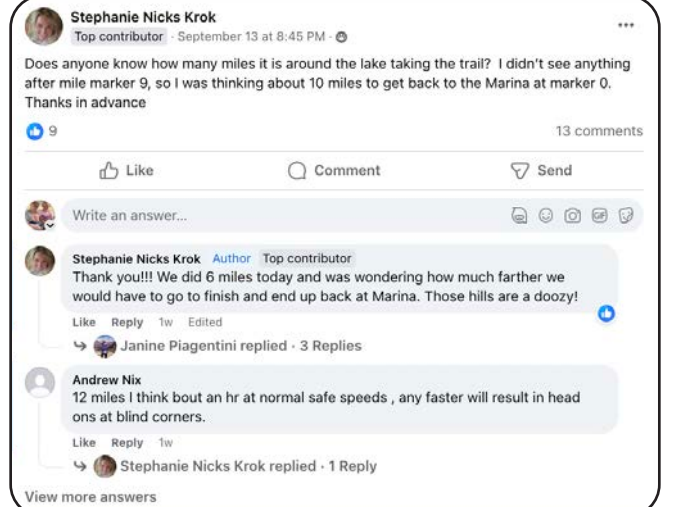 Stephanie Nicks Krok
Top contributor · September 13 at 8:45 PM ·
Does anyone know how many miles it is around the lake taking the trail? I didn't see anything
after mile marker 9, so I was thinking about 10 miles to get back to the Marina at marker 0.
Thanks in advance
9
13 comments
Like
Comment
Send
Write an answer...
GIF
Stephanie Nicks Krok Author Top contributor
Thank you!!! We did 6 miles today and was wondering how much farther we
would have to go to finish and end up back at Marina. Those hills are a doozy!
Like Reply 1w Edited
Janine Piagentini replied · 3 Replies
Andrew Nix
12 miles I think bout an hr at normal safe speeds , any faster will result in head
ons at blind corners.
Like Reply 1w
Stephanie Nicks Krok replied · 1 Reply
View more answers